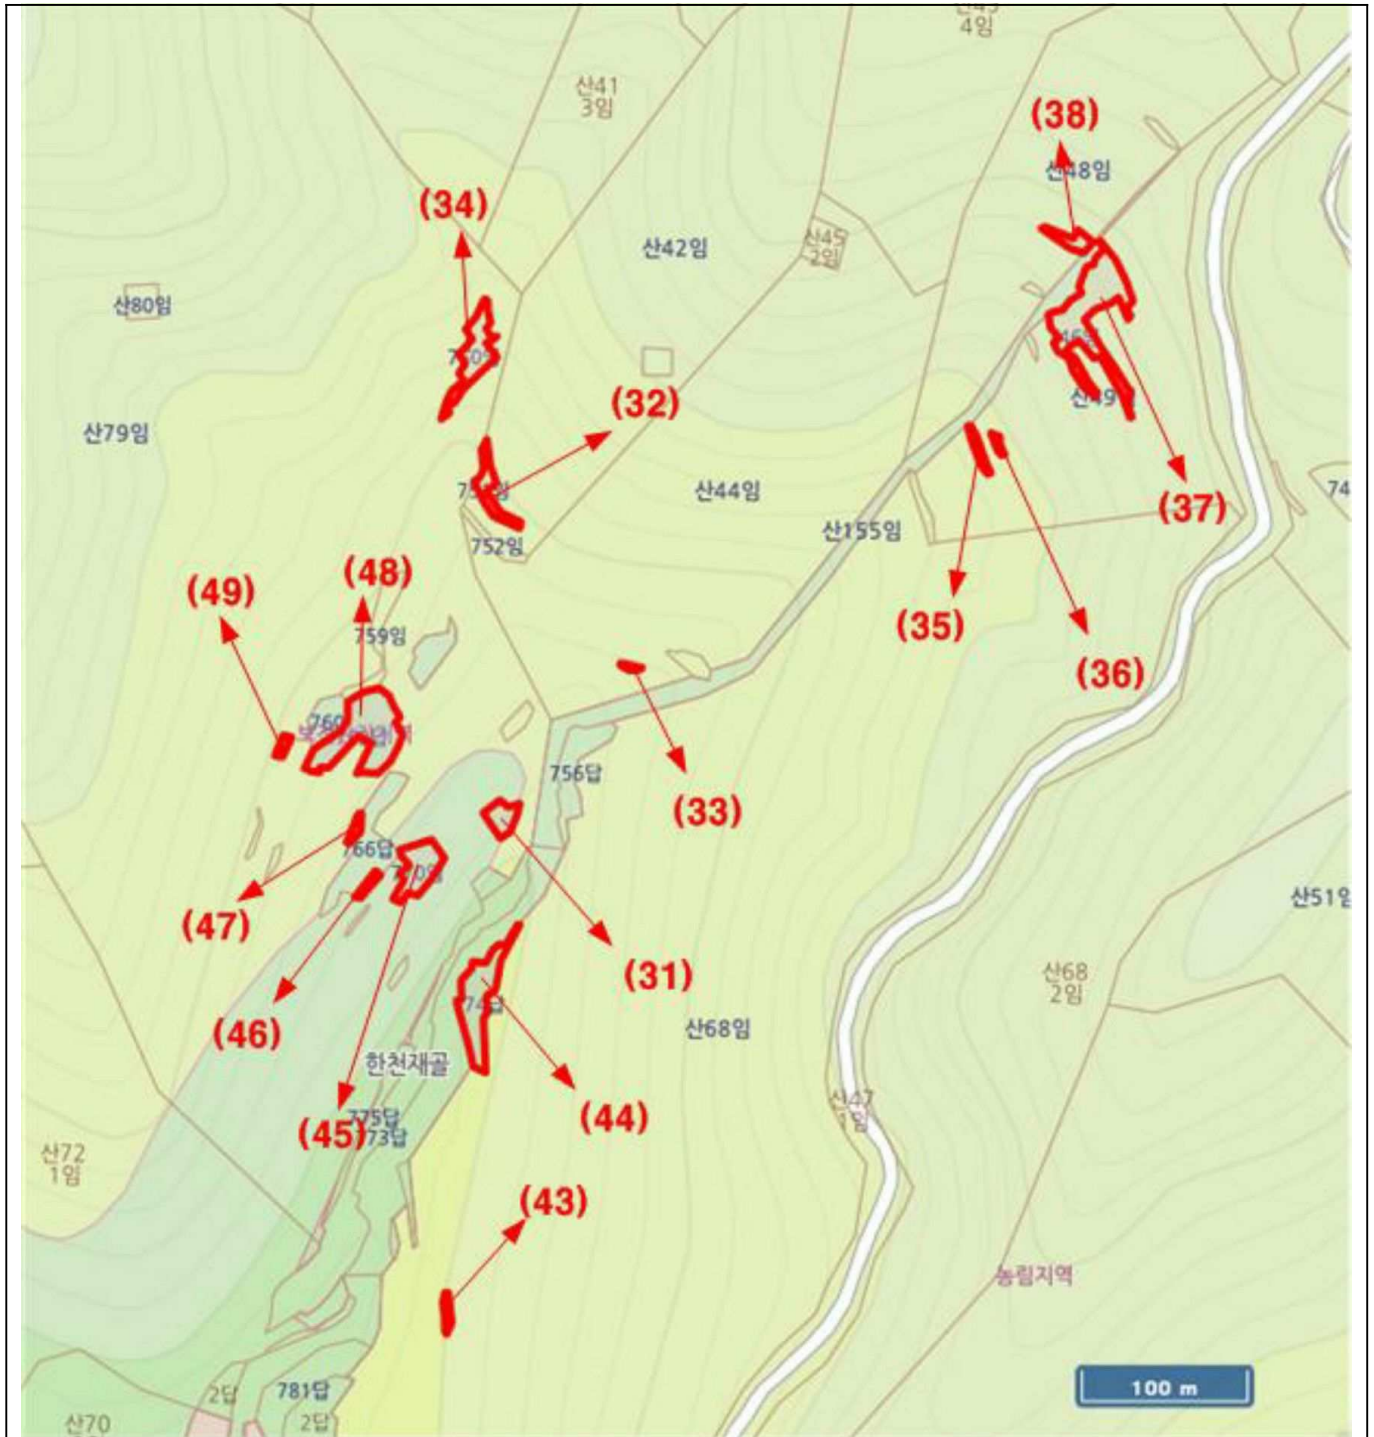 4임
산41
3임
(38)
산48임
(34)
산42임
산45
2임
산80임
(32)
산79임
산44임
74
(37)
산155임
752임
(48)
(49)
(35)
759임
(36)
756답
(33)
766답
(47)
산51임
(31)
산68
2임
산68임
(46)
한천재골
(44)
775답
(45)
773답
산72
1임
(43)
농림지역
100 m
2답
781답
2답
산70